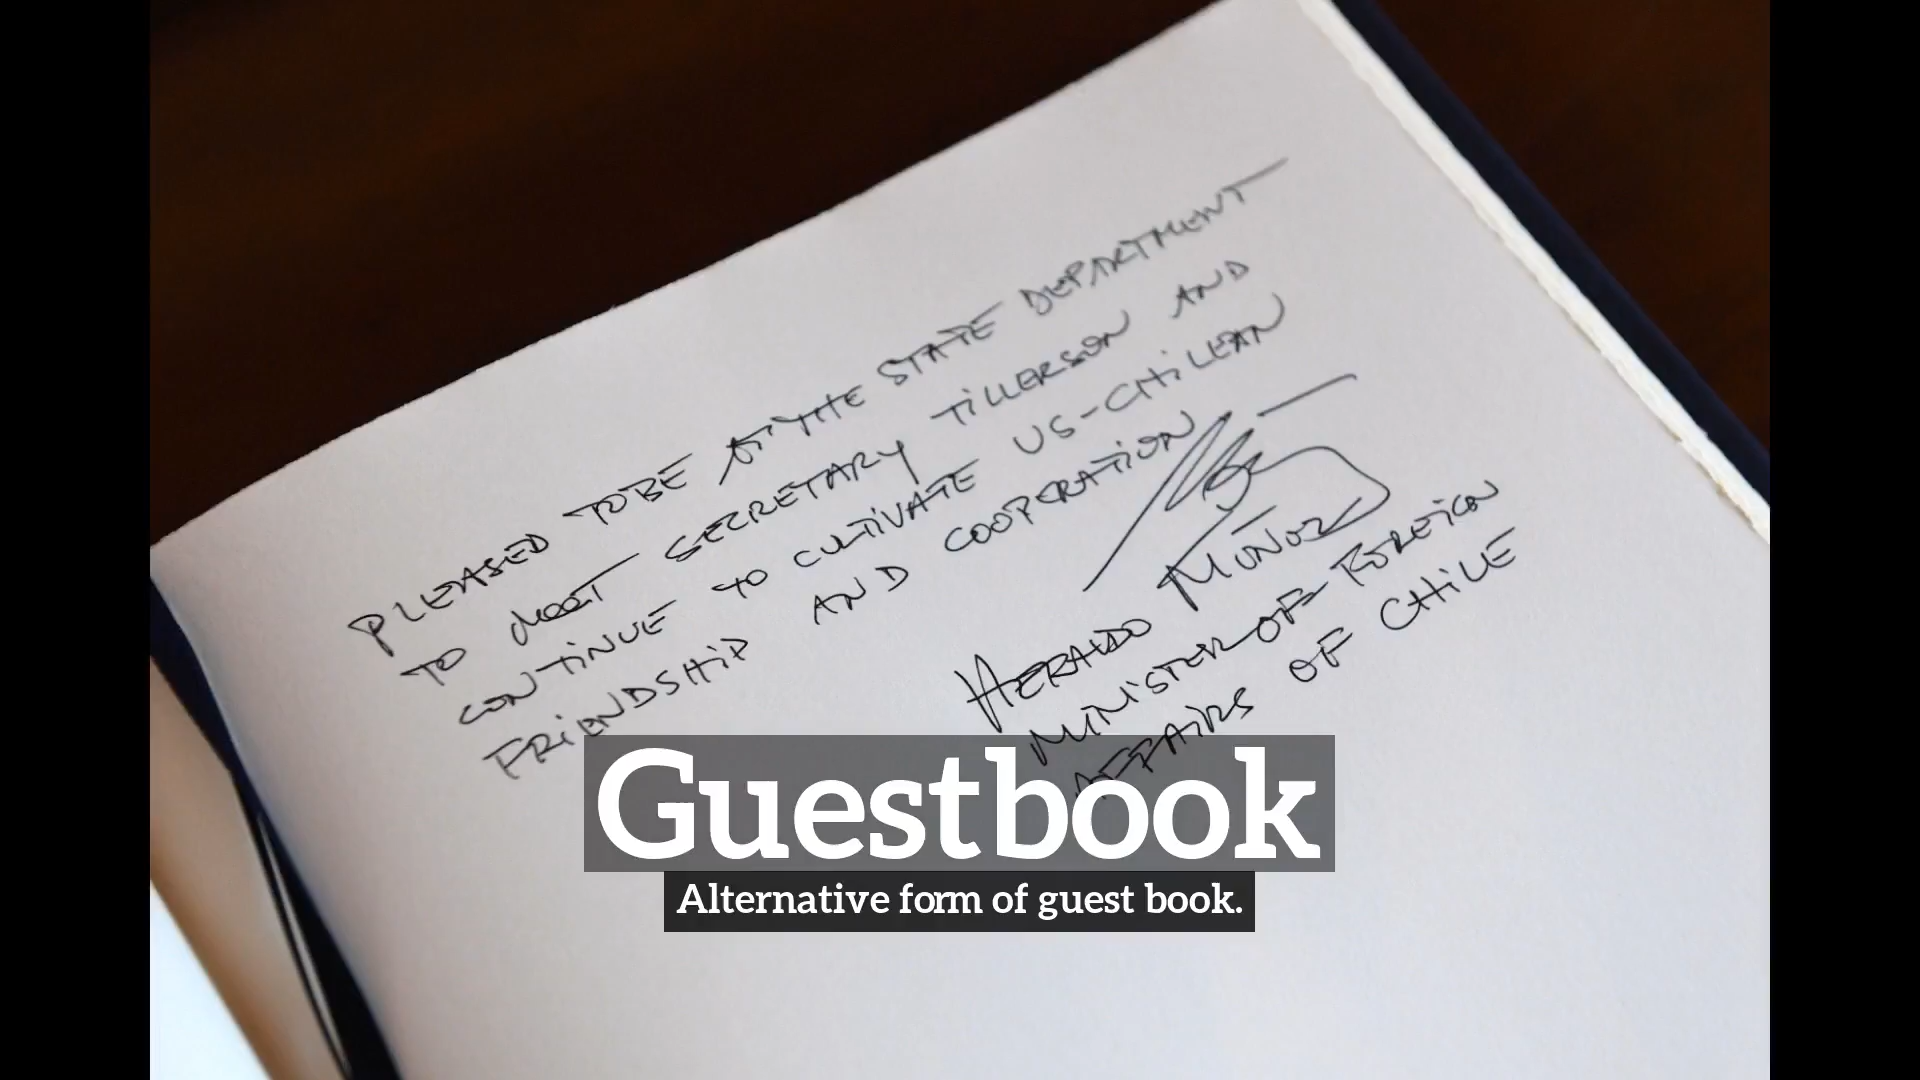 PLEASED TO BE AT THE STATE DEPARTMENT
TO MEET SECRETARY TILLERSON AND
CONTINUE TO CULTIVATE US-CHILEAN
FRIENDSHIP AND COOPERATION
HERALDO MUÑOZ
MINISTER OF FOREIGN
AFFAIRS OF CHILE
Guestbook
Alternative form of guest book.